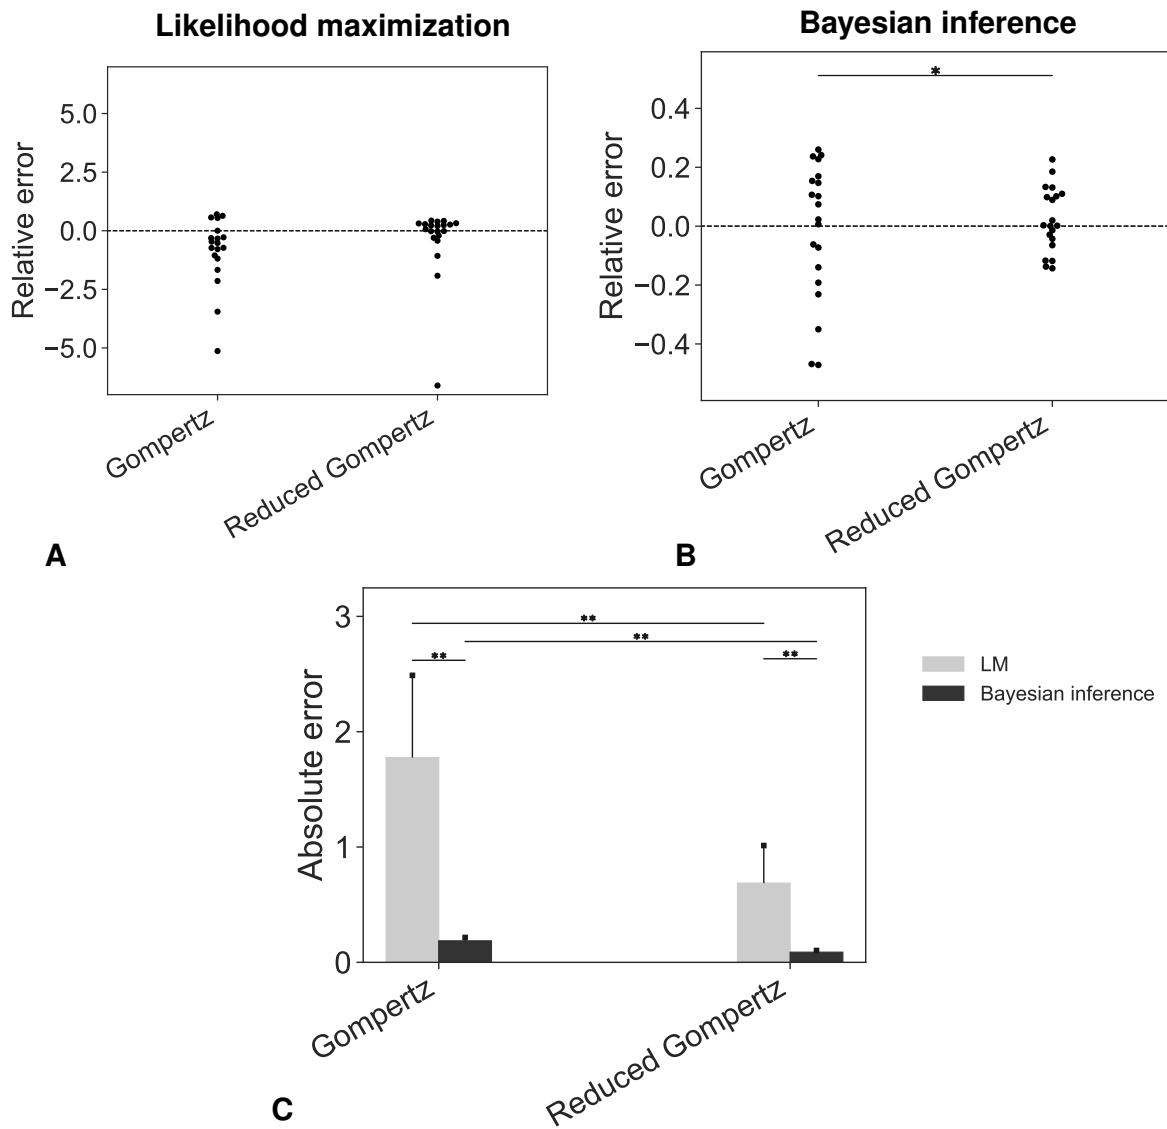 Likelihood maximization
Relative error
5.0
2.5
0.0
−2.5
−5.0
Gompertz
Reduced Gompertz
A
Bayesian inference
Relative error
0.4
0.2
0.0
−0.2
−0.4
*
Gompertz
Reduced Gompertz
B
Absolute error
3
2
1
0
**
**
**
**
Gompertz
Reduced Gompertz
LM
Bayesian inference
C